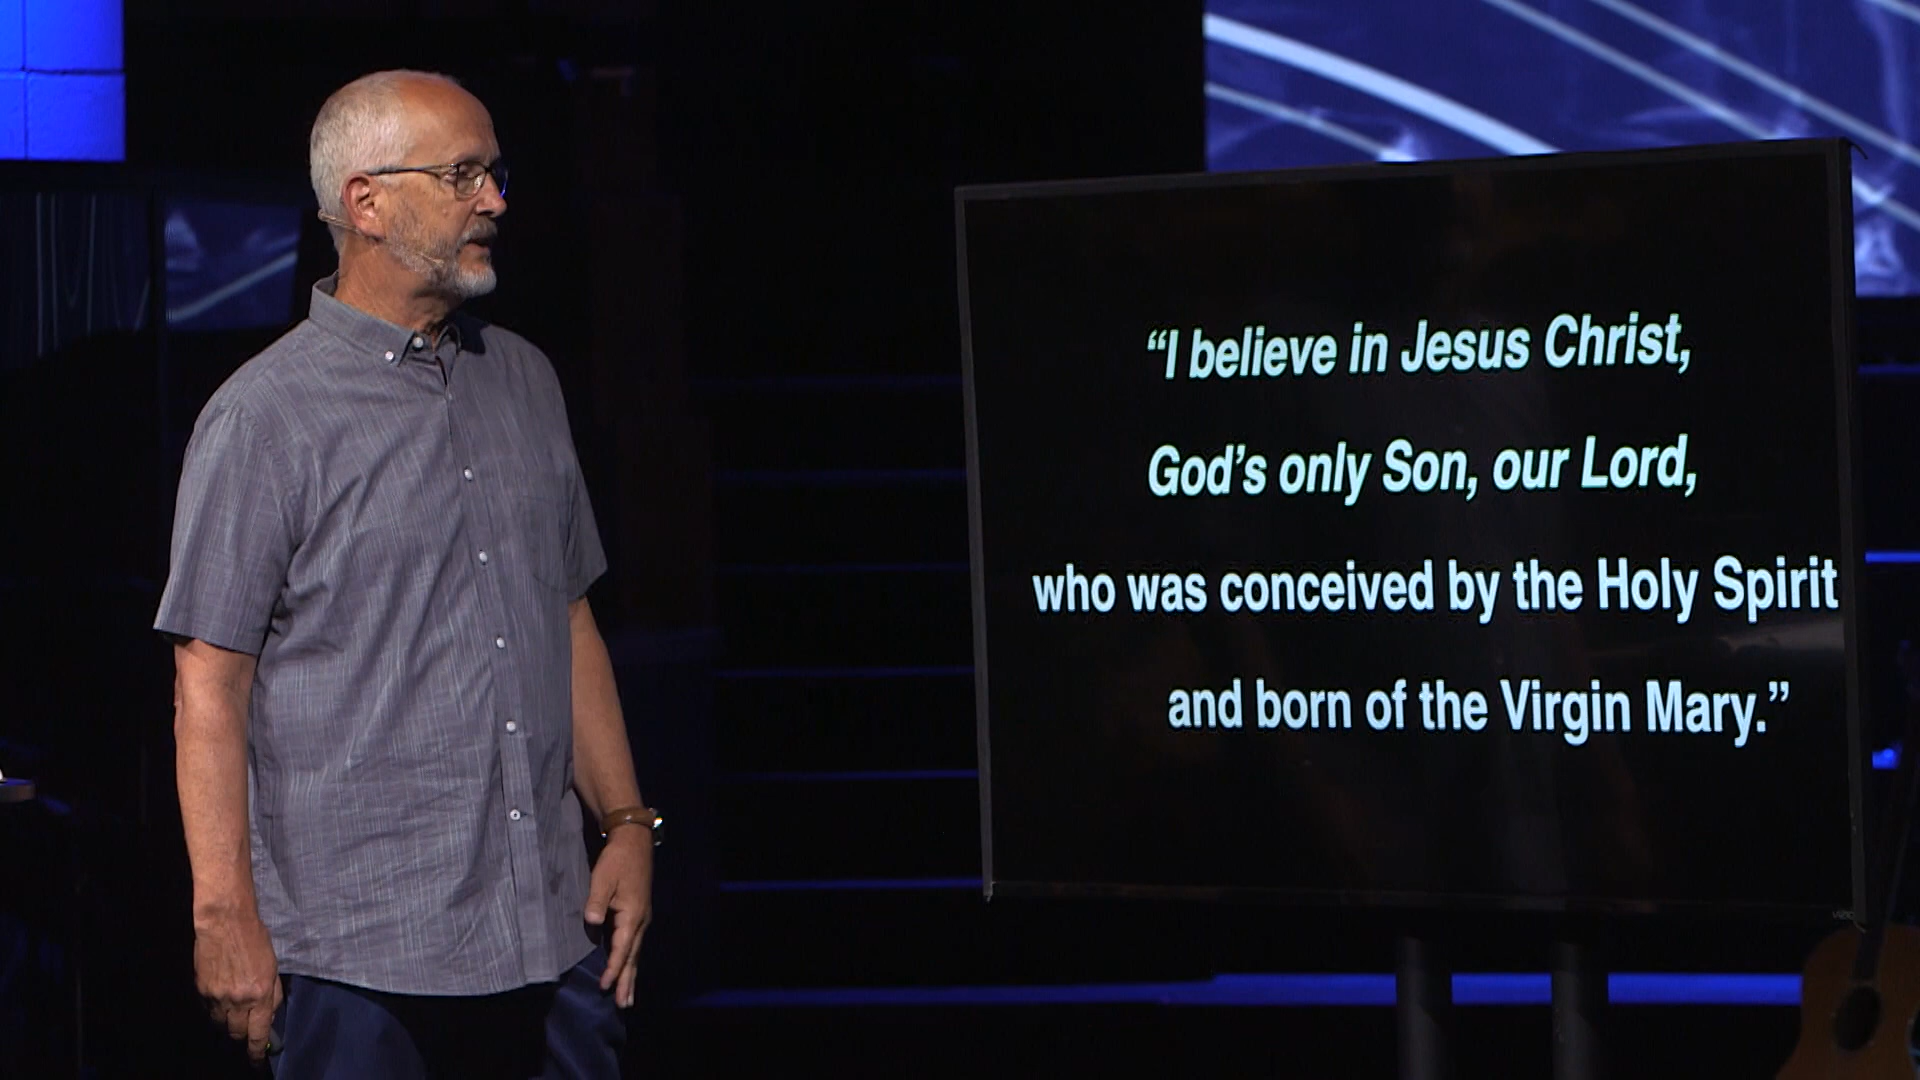 “I believe in Jesus Christ,
God’s only Son, our Lord,
who was conceived by the Holy Spirit
and born of the Virgin Mary.”
VIZIO